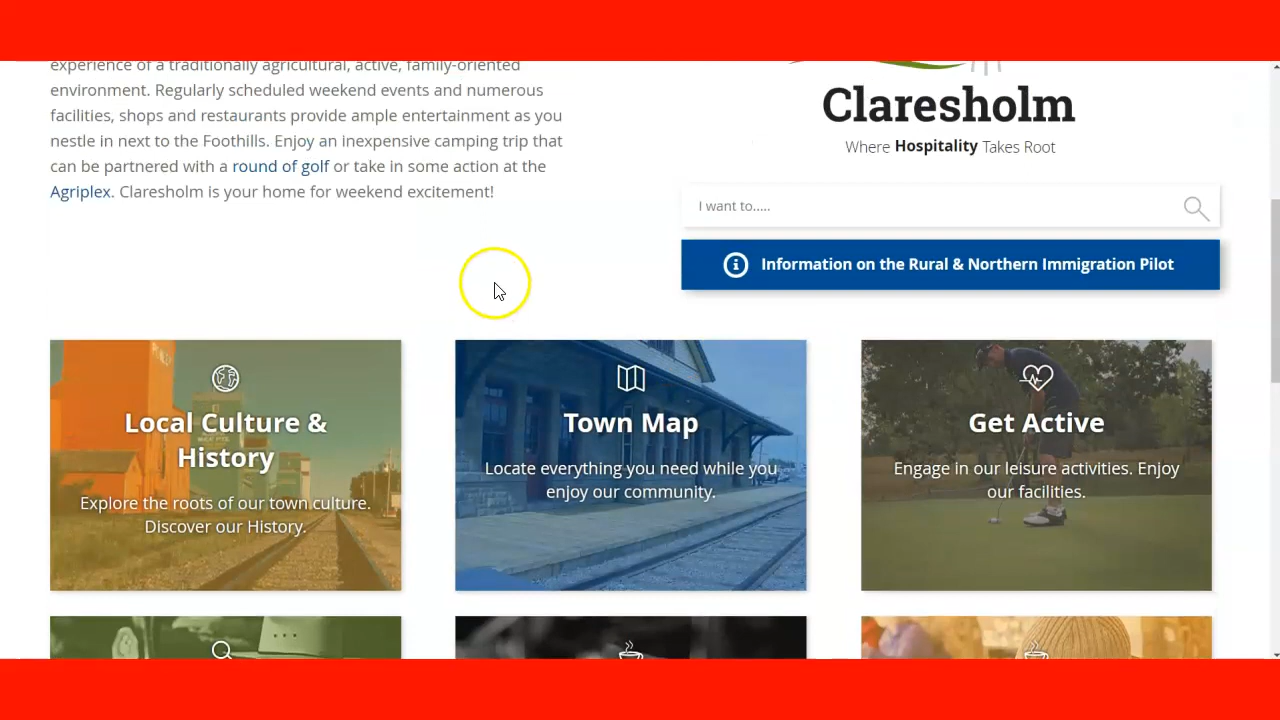 experience of a traditionally agricultural, active, family-oriented
environment. Regularly scheduled weekend events and numerous
facilities, shops and restaurants provide ample entertainment as you
nestle in next to the Foothills. Enjoy an inexpensive camping trip that
can be partnered with a round of golf or take in some action at the
Agriplex. Claresholm is your home for weekend excitement!
Claresholm
Where Hospitality Takes Root
I want to.....
Information on the Rural & Northern Immigration Pilot
Local Culture &
History
Explore the roots of our town culture.
Discover our History.
Town Map
Locate everything you need while you
enjoy our community.
Get Active
Engage in our leisure activities. Enjoy
our facilities.